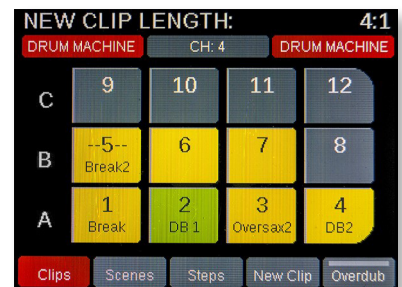 NEW CLIP LENGTH: 4:1
DRUM MACHINE CH: 4 DRUM MACHINE
C 9 10 11 12
B --5-- 6 7 8
Break2
A 1 2 3 4
Break DB 1 Oversax2 DB2
Clips Scenes Steps New Clip Overdub